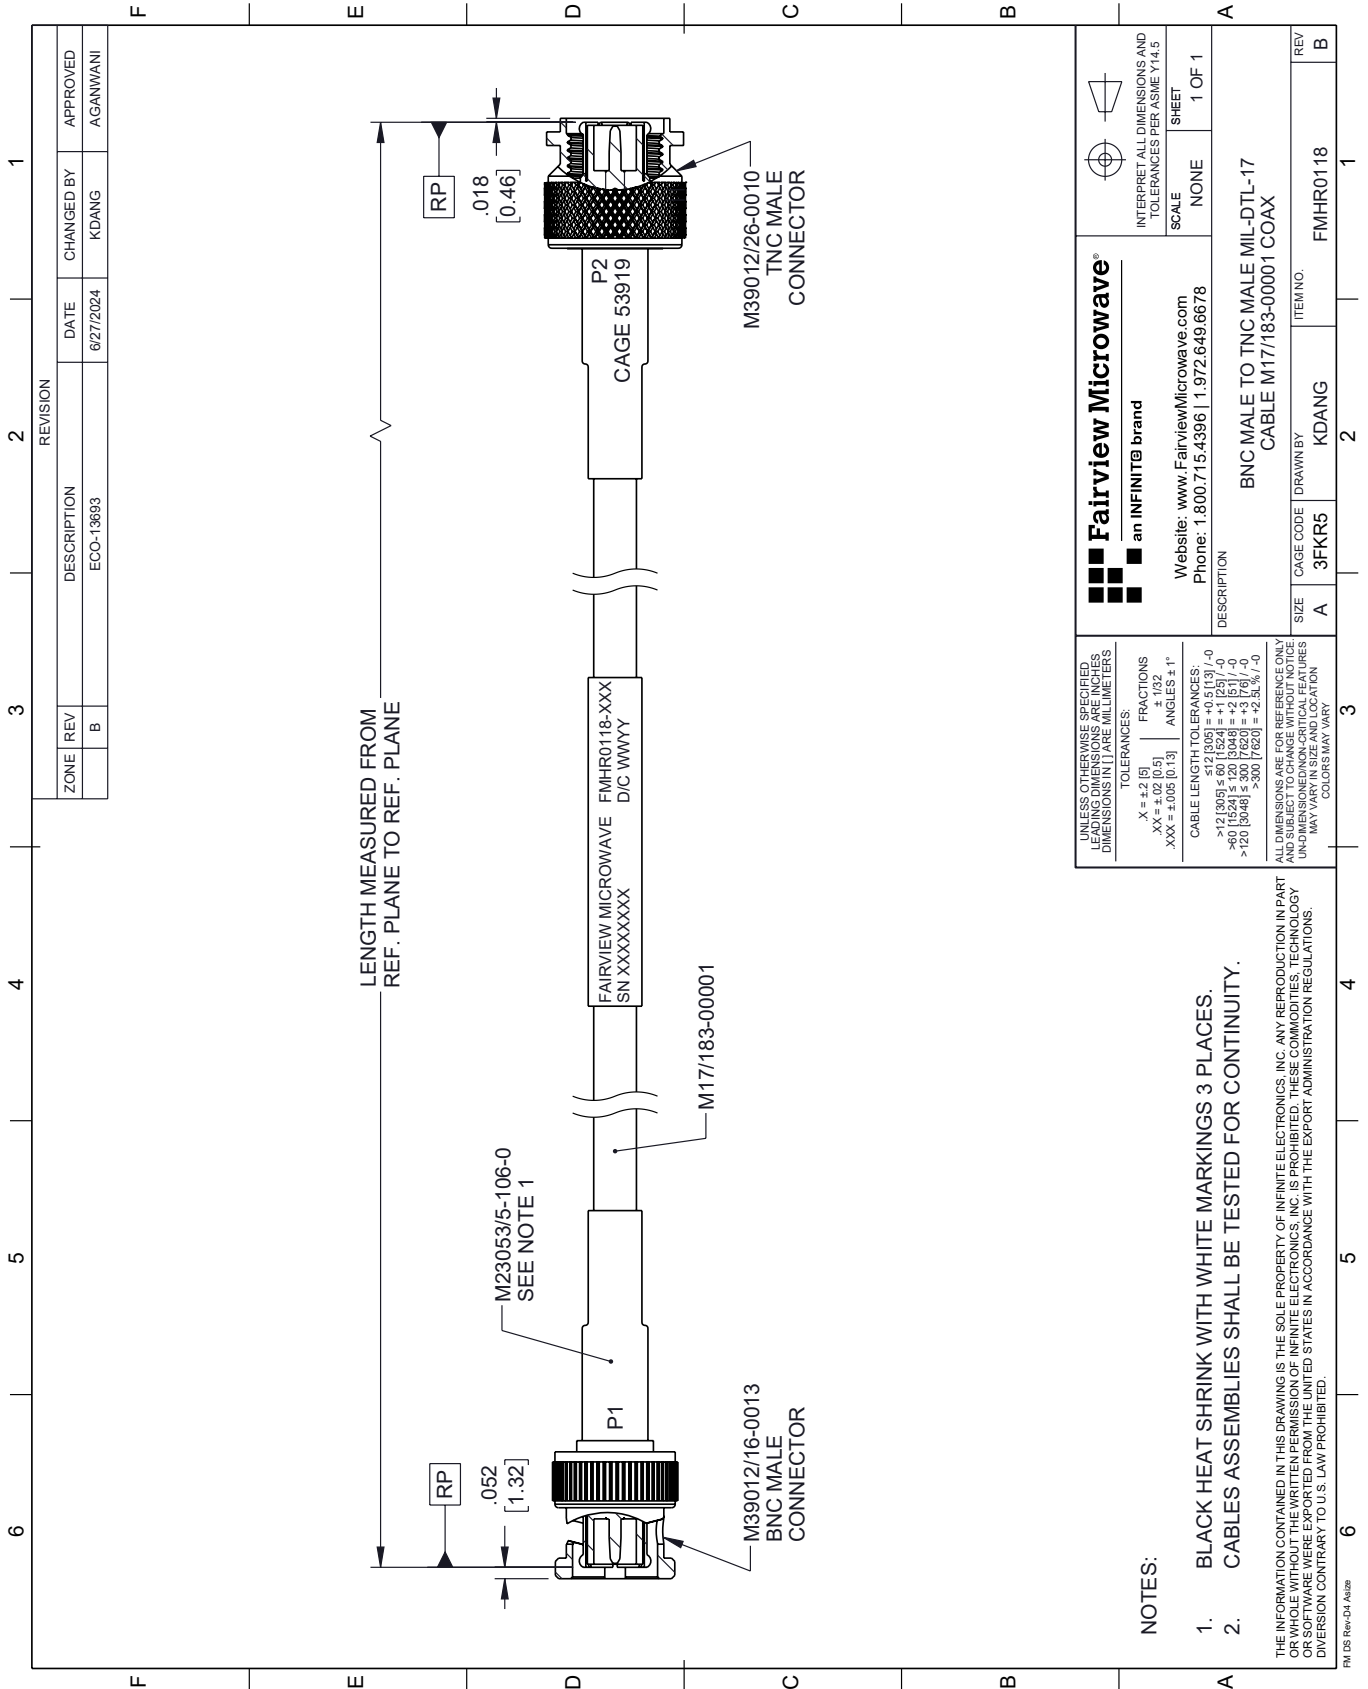 REVISION
ZONE REV DESCRIPTION DATE CHANGED BY APPROVED
B ECO-13693 6/27/2024 KDANG AGANWANI
6 5 4 3 2 1
F
E
D
C
B
A
LENGTH MEASURED FROM
REF. PLANE TO REF. PLANE
RP
.052
[1.32]
RP
.018
[0.46]
M23053/5-106-0
SEE NOTE 1
P1
FAIRVIEW MICROWAVE FMHR0118-XXX
SN XXXXXXXX D/C WWYY
P2
CAGE 53919
M39012/16-0013
BNC MALE
CONNECTOR
M17/183-00001
M39012/26-0010
TNC MALE
CONNECTOR
NOTES:
1. BLACK HEAT SHRINK WITH WHITE MARKINGS 3 PLACES.
2. CABLES ASSEMBLIES SHALL BE TESTED FOR CONTINUITY.
THE INFORMATION CONTAINED IN THIS DRAWING IS THE SOLE PROPERTY OF INFINITE ELECTRONICS, INC. ANY REPRODUCTION IN PART
OR WHOLE WITHOUT THE WRITTEN PERMISSION OF INFINITE ELECTRONICS, INC. IS PROHIBITED. THESE COMMODITIES, TECHNOLOGY
OR SOFTWARE WERE EXPORTED FROM THE UNITED STATES IN ACCORDANCE WITH THE EXPORT ADMINISTRATION REGULATIONS.
DIVERSION CONTRARY TO U.S. LAW PROHIBITED.
UNLESS OTHERWISE SPECIFIED
LEADING DIMENSIONS ARE INCHES
DIMENSIONS IN [ ] ARE MILLIMETERS
TOLERANCES:
.X = ±.2 [5] FRACTIONS
.XX = ±.02 [0.5] ± 1/32
.XXX = ±.005 [0.13] ANGLES ± 1°
CABLE LENGTH TOLERANCES:
≤12 [305] = +0.5 [13] / -0
>12 [305] ≤ 60 [1524] = +1 [25] / -0
>60 [1524] ≤ 120 [3048] = +2 [51] / -0
>120 [3048] ≤ 300 [7620] = +3 [76] / -0
>300 [7620] = +2.5L% / -0
ALL DIMENSIONS ARE FOR REFERENCE ONLY
AND SUBJECT TO CHANGE WITHOUT NOTICE.
UN-DIMENSIONED/NON-CRITICAL FEATURES
MAY VARY IN SIZE AND LOCATION
COLORS MAY VARY
Fairview Microwave®
an INFINIT® brand
Website: www.FairviewMicrowave.com
Phone: 1.800.715.4396 | 1.972.649.6678
INTERPRET ALL DIMENSIONS AND
TOLERANCES PER ASME Y14.5
SCALE SHEET
NONE 1 OF 1
DESCRIPTION
BNC MALE TO TNC MALE MIL-DTL-17
CABLE M17/183-00001 COAX
SIZE CAGE CODE DRAWN BY ITEM NO. REV
A 3FKR5 KDANG FMHR0118 B
F
E
D
C
B
A
6 5 4 3 2 1
FM DS Rev-D4 Asize